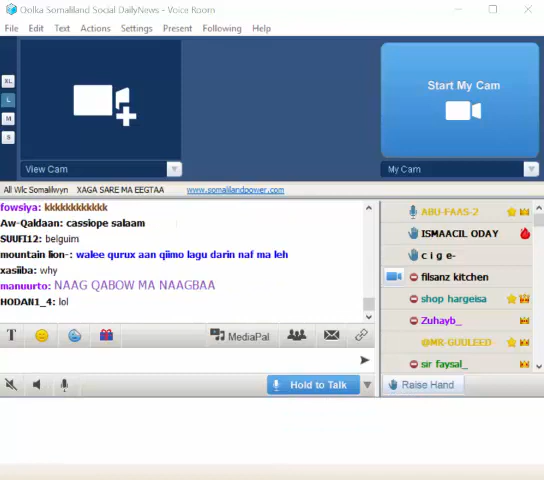 Qolka Somaliland Social DailyNews - Voice Room
File Edit Text Actions Settings Present Following Help
XL
L
M
S
Start My Cam
View Cam
My Cam
All Wlc Somalilwyn XAGA SARE MA EEGTAA www.somalilandpower.com
fowsiya: kkkkkkkkkkkk
Aw-Qaldaan: cassiope salaam
SUUFI12: belguim
mountain lion-: walee qurux aan qiimo lagu darin naf ma leh
xasiiba: why
manuurto: NAAG QABOW MA NAAGBAA
HODAN1_4: lol
ABU-FAAS-2
ISMAACIL ODAY
c i g e-
filsanz kitchen
shop hargeisa
Zuhayb_
@MR-GUULEED
sir faysal_
T
MediaPal
Hold to Talk
Raise Hand